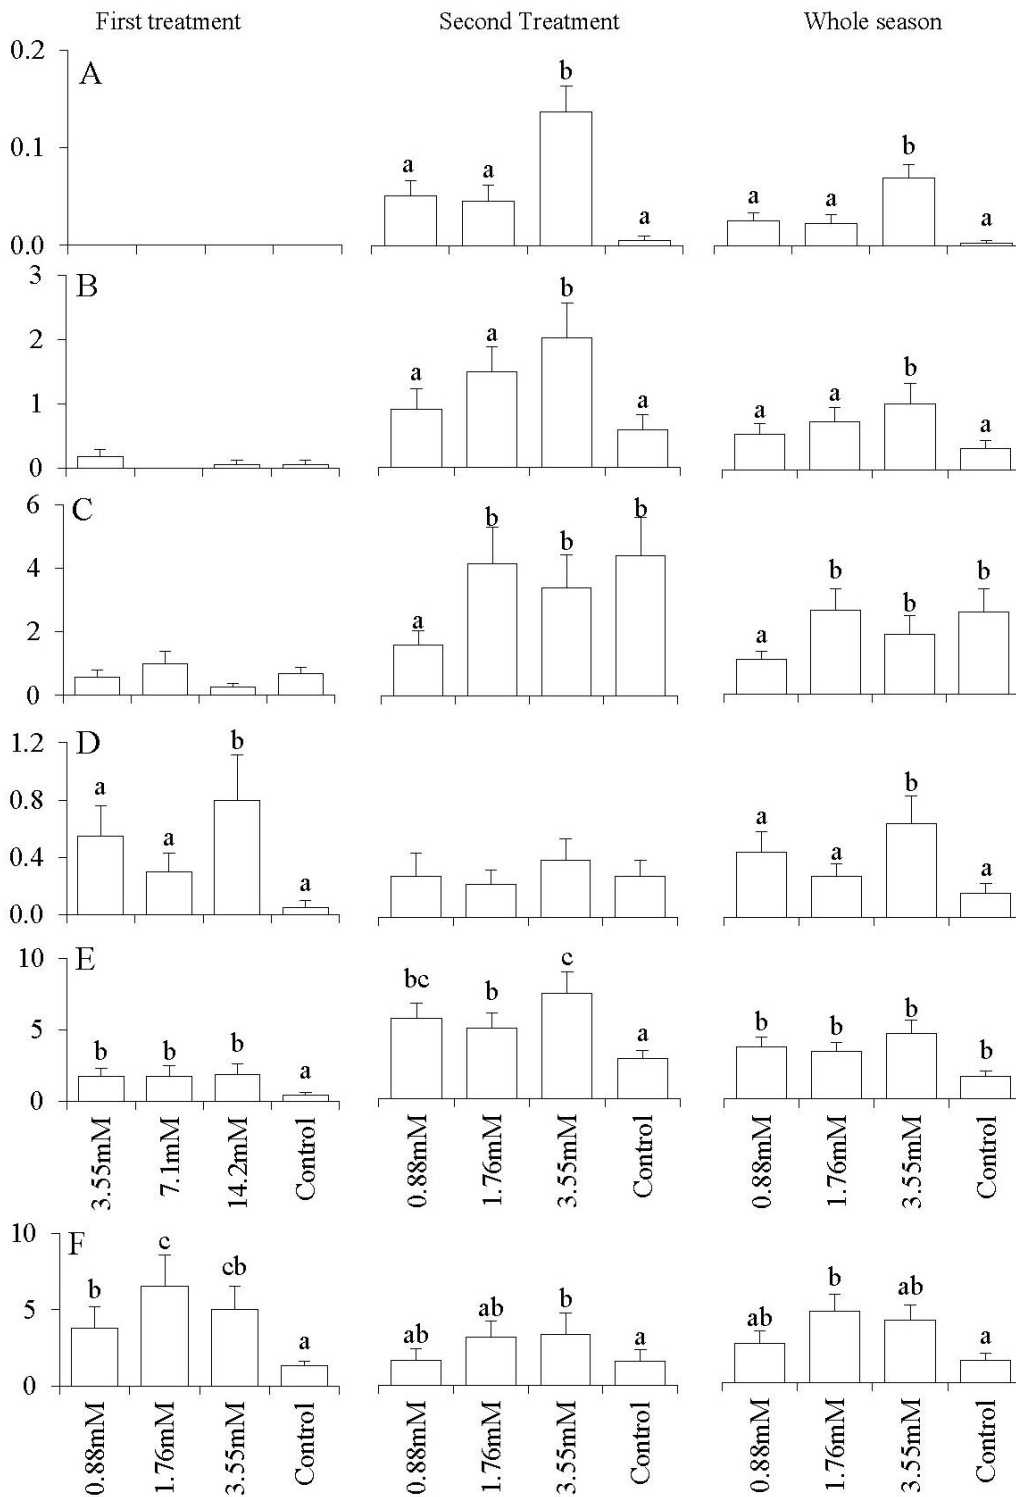 First treatment Second Treatment Whole season
0.2 A b
0.1 a a b
a a
0.0 a a
3 B b
2 a
a b
1 a a a
0 a
6 C b b b
4 b b b
b
2 a a
0
1.2 D b
b
0.8 a a
a a
0.4 a
0.0 a
10 E bc b c
5 b b b a b b b b
0 a
3.55mM 7.1mM 14.2mM Control 0.88mM 1.76mM 3.55mM Control 0.88mM 1.76mM 3.55mM Control
10 F c
b cb b ab
5 ab ab b ab
0 a a a
0.88mM 1.76mM 3.55mM Control 0.88mM 1.76mM 3.55mM Control 0.88mM 1.76mM 3.55mM Control